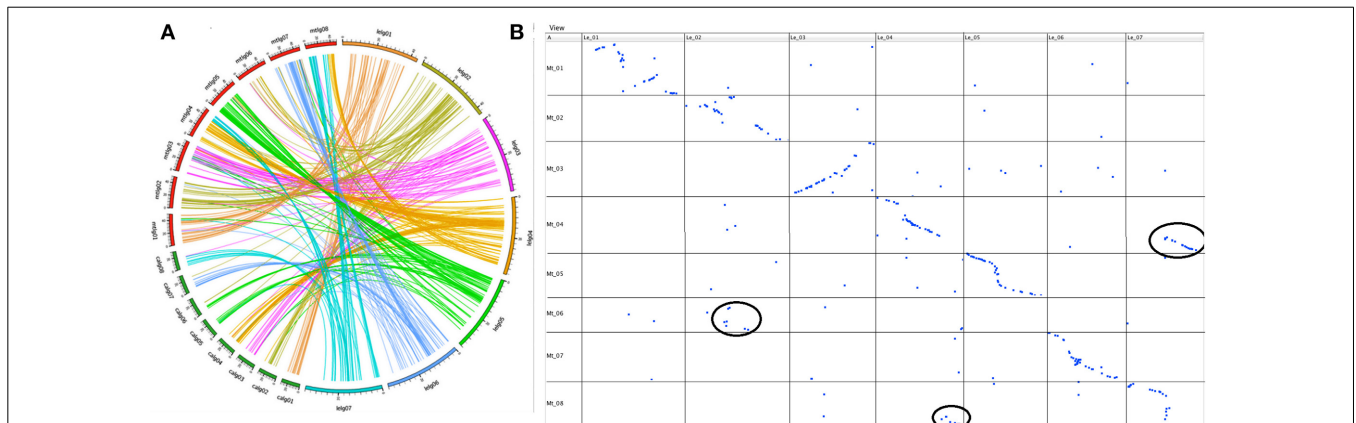 A
mtlg08
mtlg07
mtlg06
mtlg05
mtlg04
mtlg03
mtlg02
mtlg01
calg08
calg07
calg06
calg05
calg04
calg03
calg02
calg01
lelg01
lelg02
lelg03
lelg04
lelg05
lelg06
lelg07
B
View
A Le_01 Le_02 Le_03 Le_04 Le_05 Le_06 Le_07
Mt_01
Mt_02
Mt_03
Mt_04
Mt_05
Mt_06
Mt_07
Mt_08